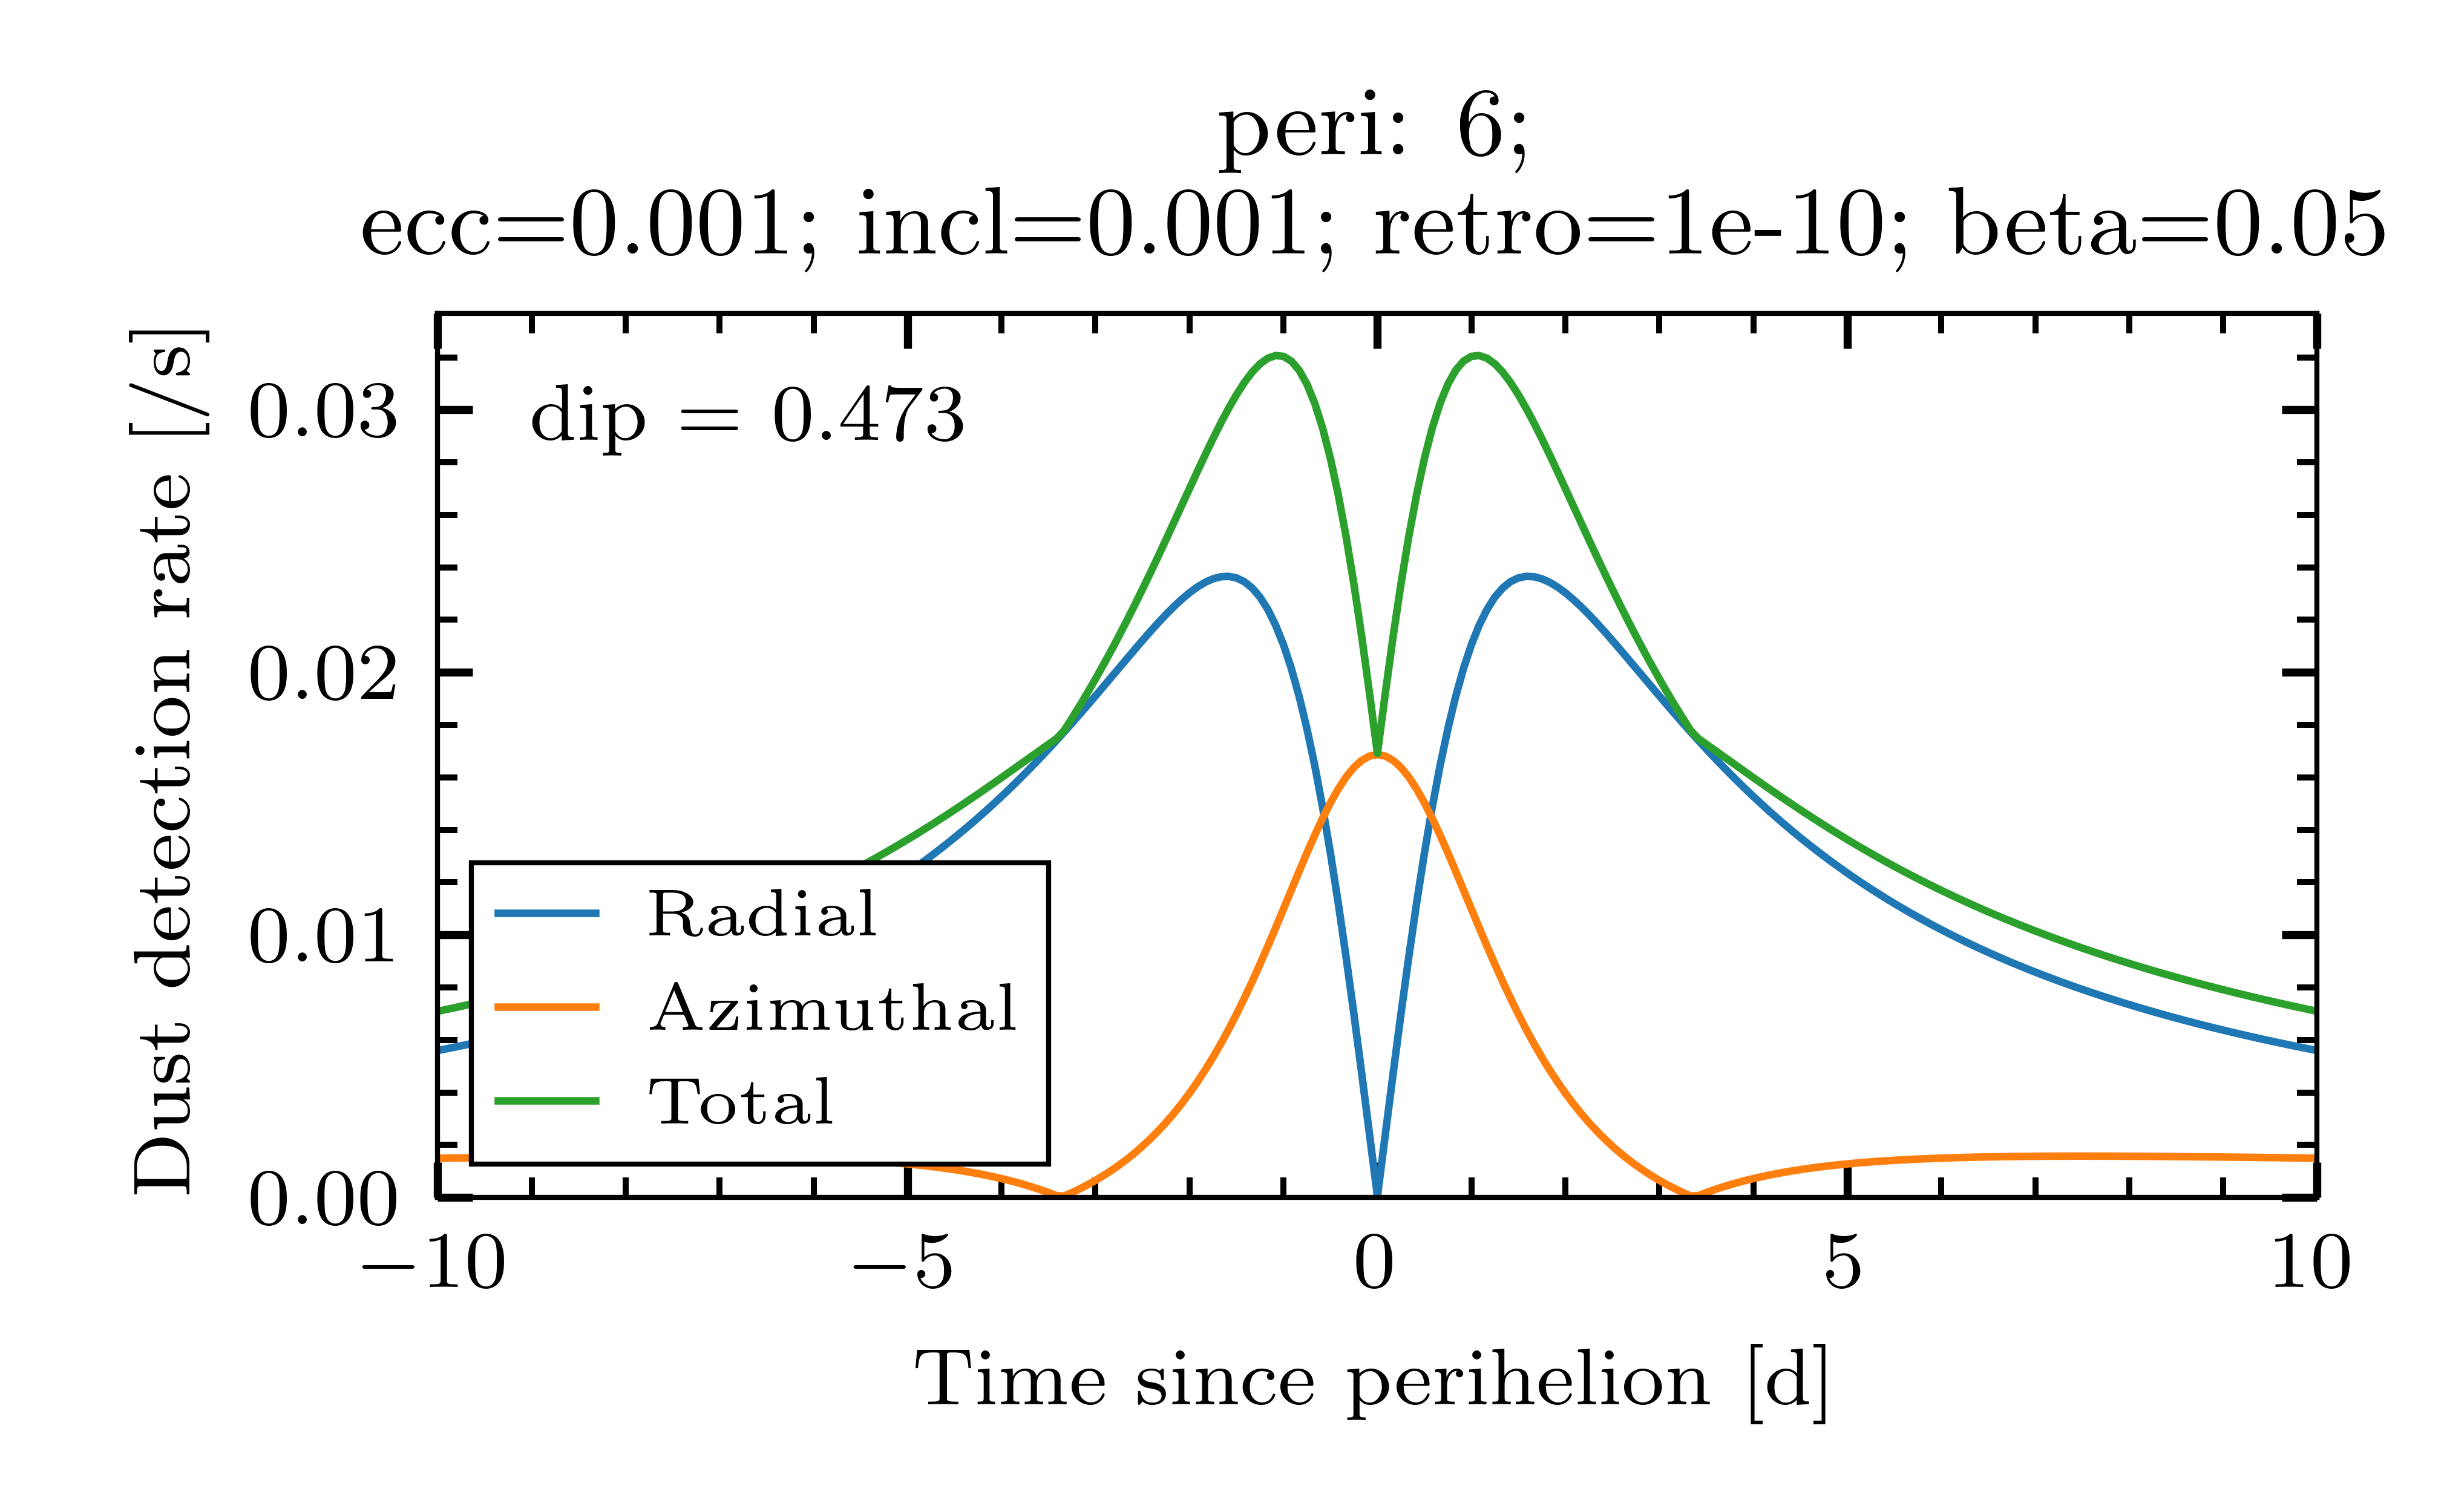 peri: 6;
ecc=0.001; incl=0.001; retro=1e-10; beta=0.05
Dust detection rate [/s]
0.03
0.02
0.01
0.00
dip = 0.473
Radial
Azimuthal
Total
−10
−5
0
5
10
Time since perihelion [d]